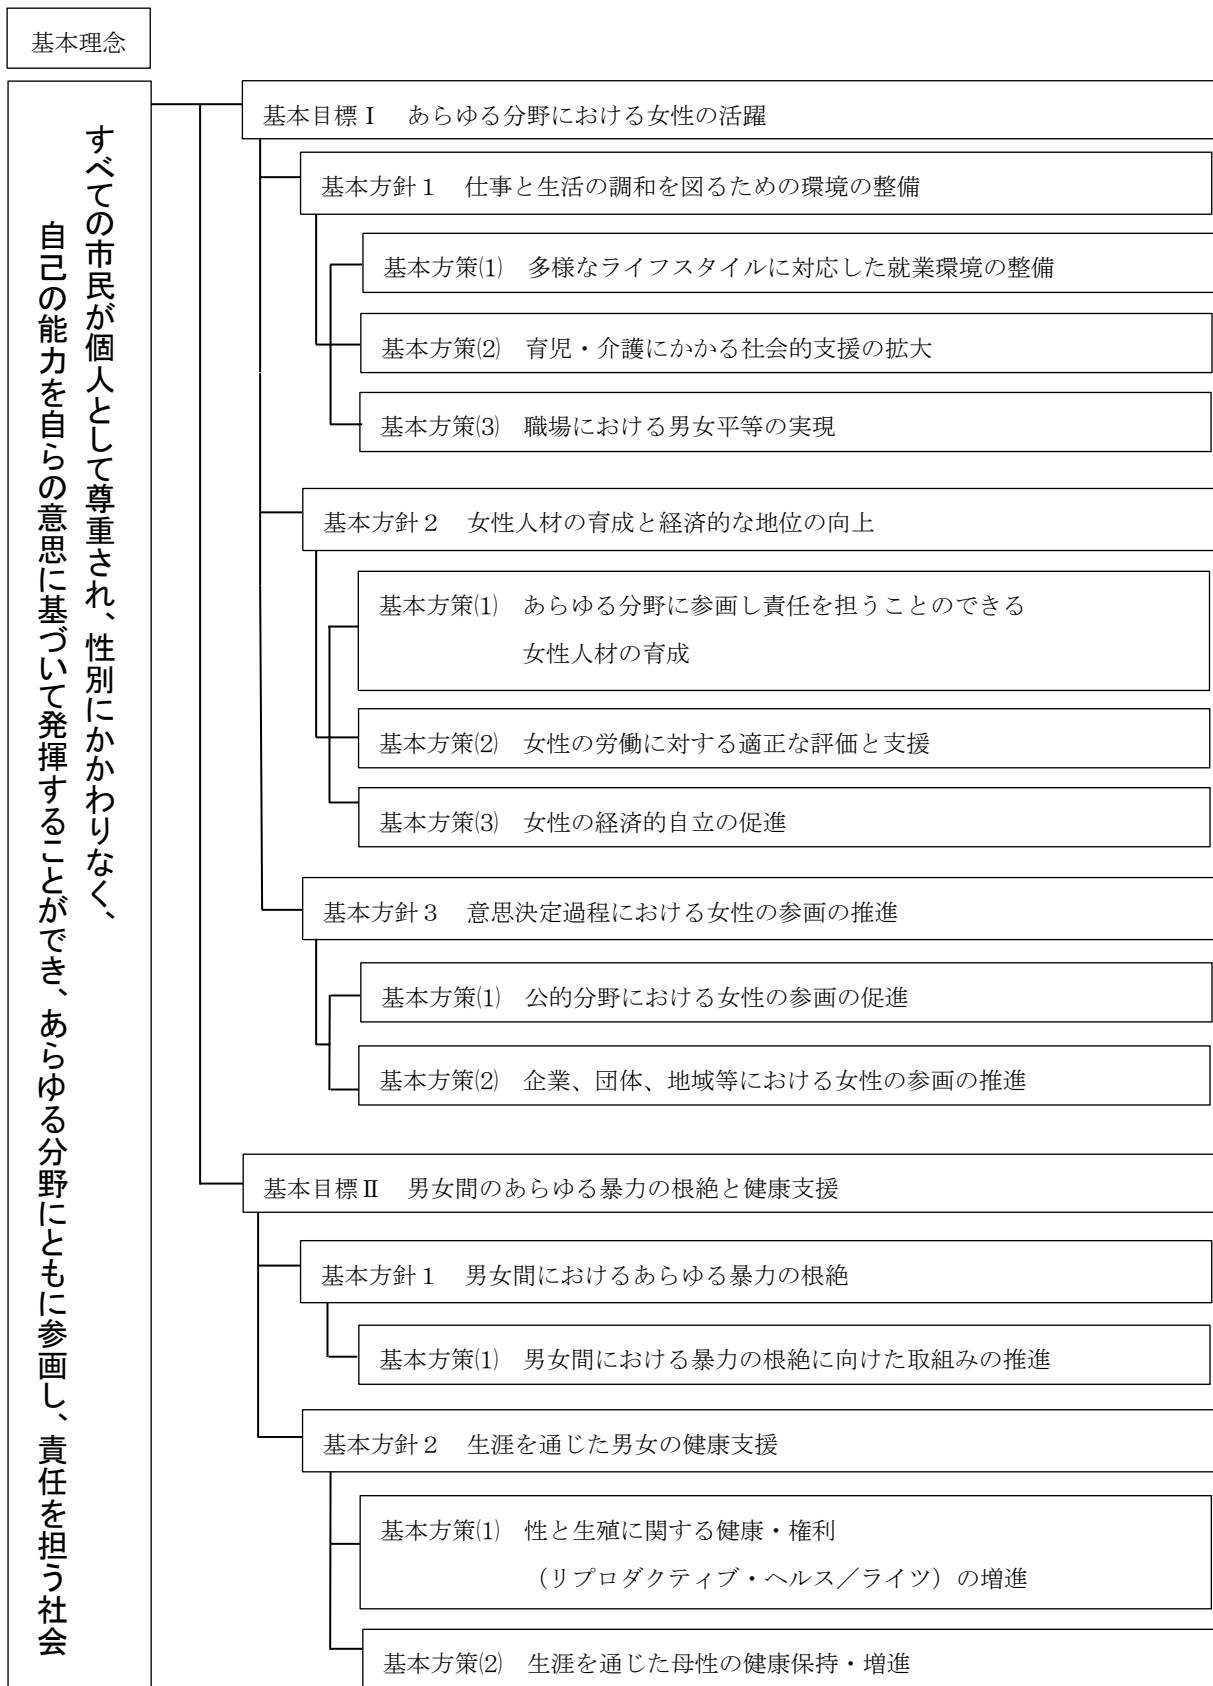 基本理念
すべての市民が個人として尊重され、性別にかかわりなく、
自己の能力を自らの意思に基づいて発揮することができ、あらゆる分野にともに参画し、責任を担う社会
基本目標Ⅰ　あらゆる分野における女性の活躍
基本方針１　仕事と生活の調和を図るための環境の整備
基本方策⑴　多様なライフスタイルに対応した就業環境の整備
基本方策⑵　育児・介護にかかる社会的支援の拡大
基本方策⑶　職場における男女平等の実現
基本方針２　女性人材の育成と経済的な地位の向上
基本方策⑴　あらゆる分野に参画し責任を担うことのできる
女性人材の育成
基本方策⑵　女性の労働に対する適正な評価と支援
基本方策⑶　女性の経済的自立の促進
基本方針３　意思決定過程における女性の参画の推進
基本方策⑴　公的分野における女性の参画の促進
基本方策⑵　企業、団体、地域等における女性の参画の推進
基本目標Ⅱ　男女間のあらゆる暴力の根絶と健康支援
基本方針１　男女間におけるあらゆる暴力の根絶
基本方策⑴　男女間における暴力の根絶に向けた取組みの推進
基本方針２　生涯を通じた男女の健康支援
基本方策⑴　性と生殖に関する健康・権利
（リプロダクティブ・ヘルス／ライツ）の増進
基本方策⑵　生涯を通じた母性の健康保持・増進